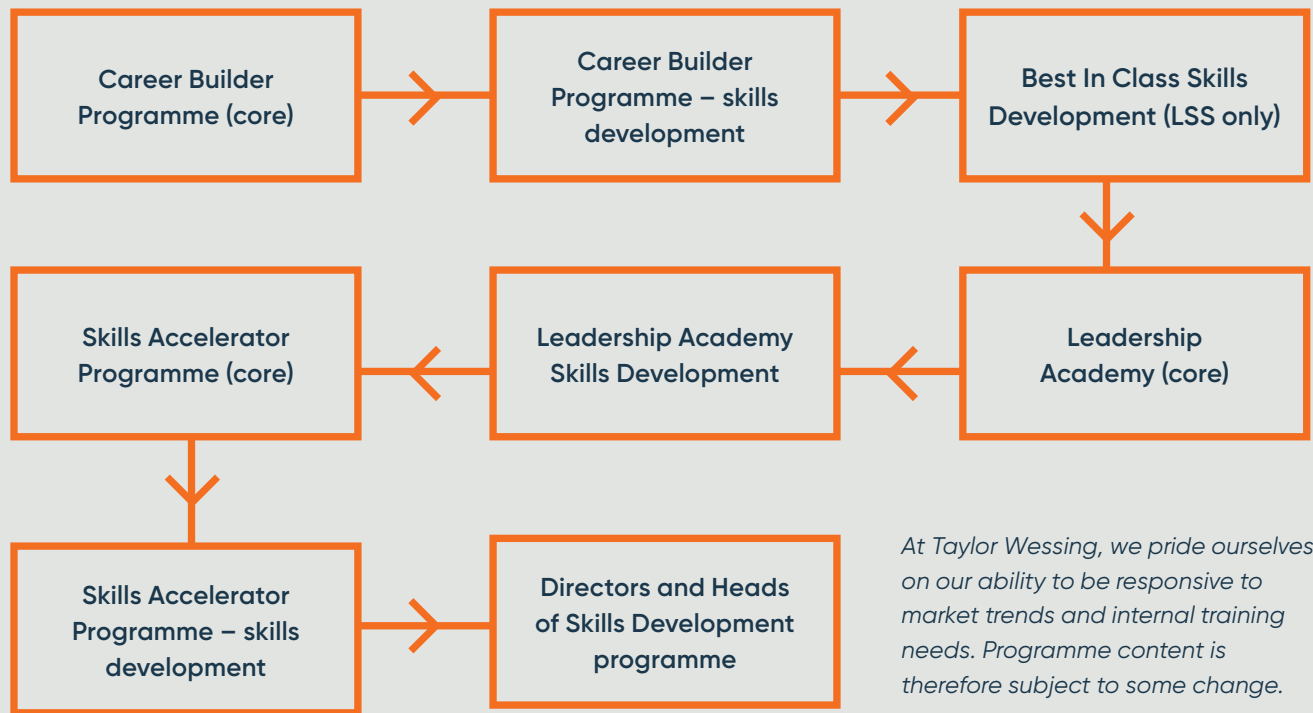 Career Builder
Programme (core)
Career Builder
Programme – skills
development
Best In Class Skills
Development (LSS only)
Leadership
Academy (core)
Leadership Academy
Skills Development
Skills Accelerator
Programme (core)
Skills Accelerator
Programme – skills
development
Directors and Heads
of Skills Development
programme
At Taylor Wessing, we pride ourselves
on our ability to be responsive to
market trends and internal training
needs. Programme content is
therefore subject to some change.